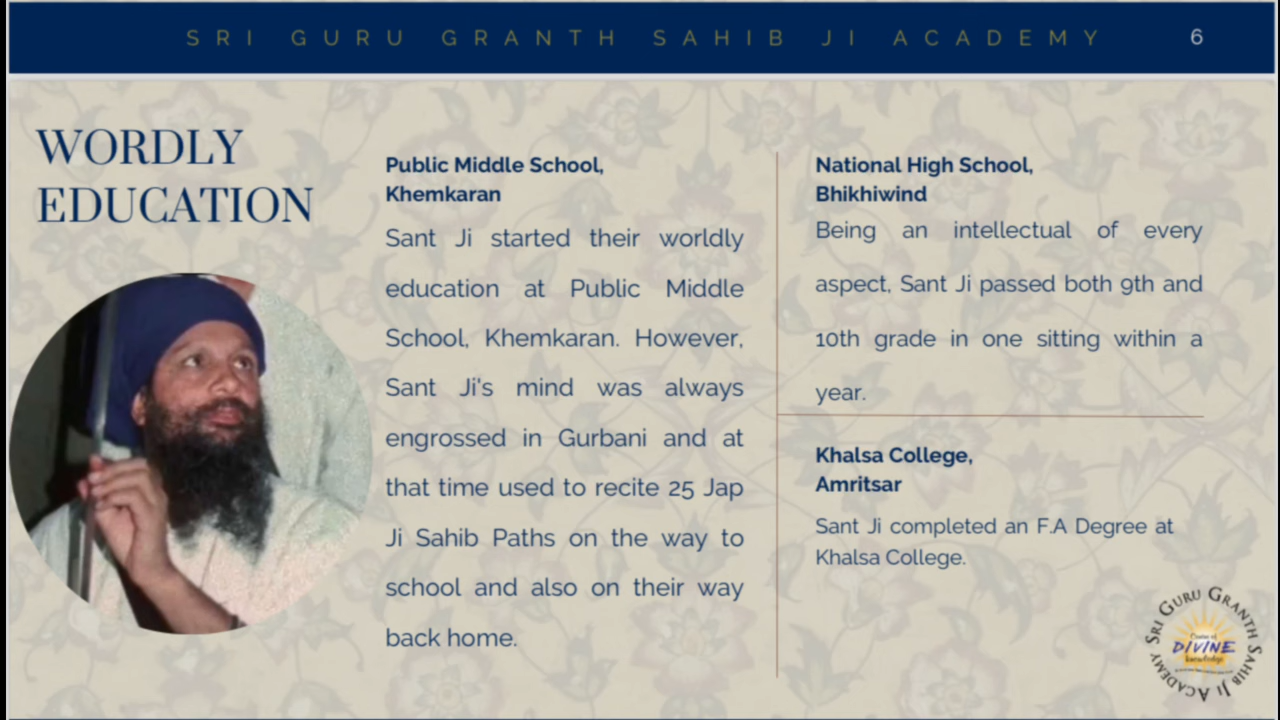 SRI GURU GRANTH SAHIB JI ACADEMY
6
WORDLY
EDUCATION
Public Middle School,
Khemkaran
Sant Ji started their worldly
education at Public Middle
School, Khemkaran. However,
Sant Ji's mind was always
engrossed in Gurbani and at
that time used to recite 25 Jap
Ji Sahib Paths on the way to
school and also on their way
back home.
National High School,
Bhikhiwind
Being an intellectual of every
aspect, Sant Ji passed both 9th and
10th grade in one sitting within a
year.
Khalsa College,
Amritsar
Sant Ji completed an F.A Degree at
Khalsa College.
SRI GURU GRANTH SAHIB JI ACADEMY
DIVINE
knowledge